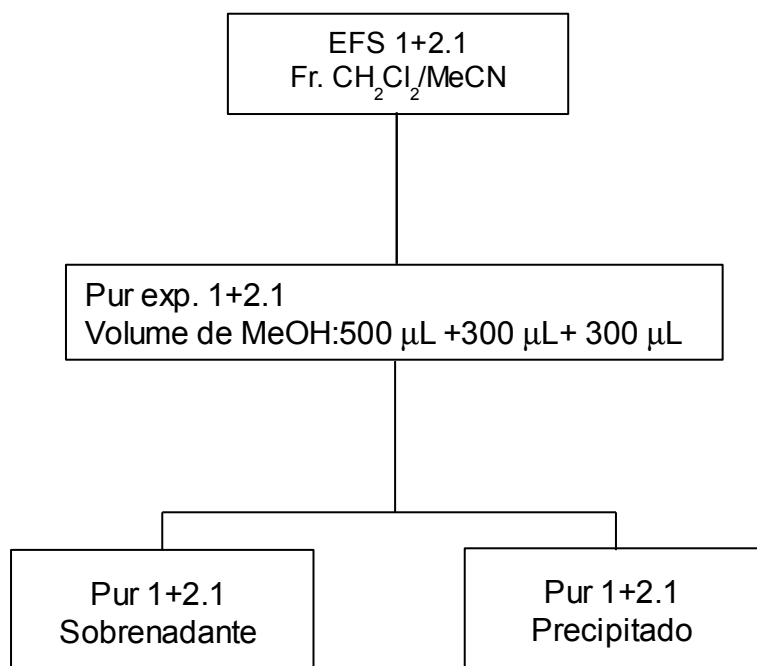 EFS 1+2.1
Fr. CH₂Cl₂/MeCN
Pur exp. 1+2.1
Volume de MeOH:500 μL +300 μL+ 300 μL
Pur 1+2.1
Sobrenadante
Pur 1+2.1
Precipitado